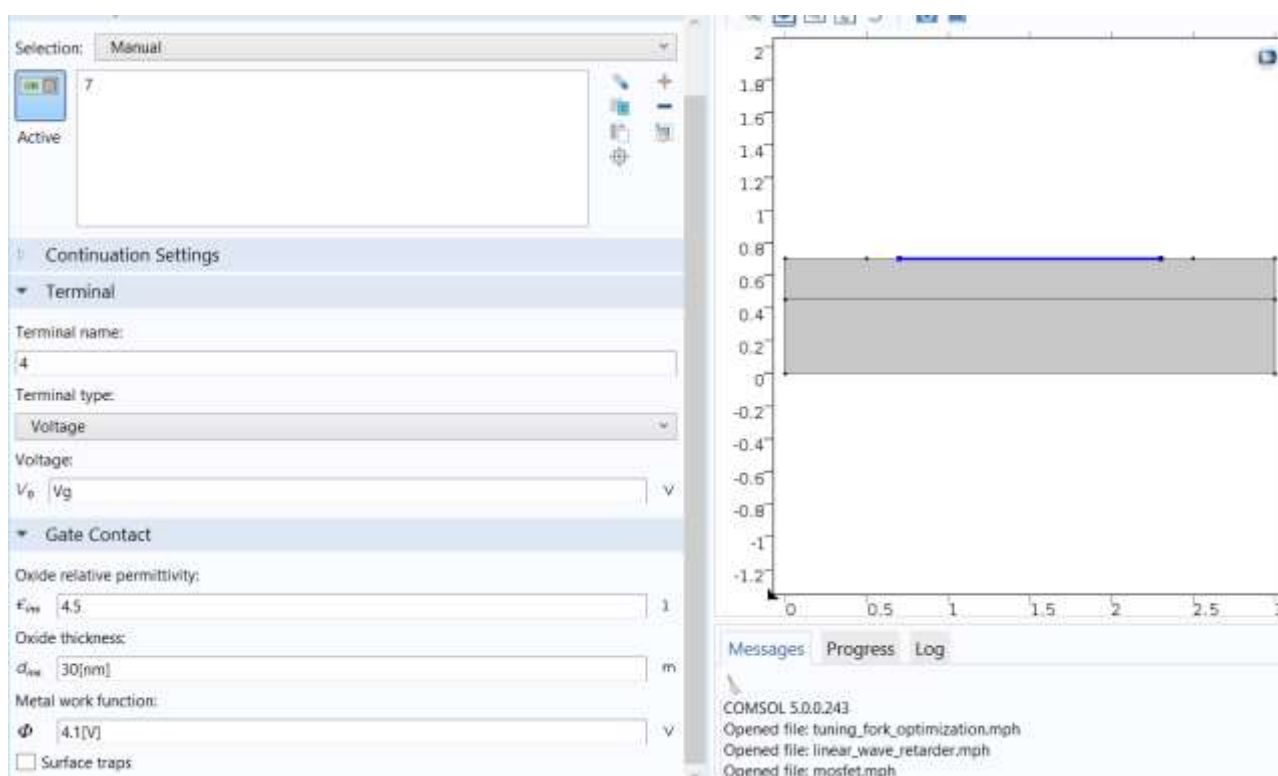 Selection: Manual
7
Active
Continuation Settings
Terminal
Terminal name:
4
Terminal type:
Voltage
Voltage:
V₀ Vg V
Gate Contact
Oxide relative permittivity:
ϵins 4.5 1
Oxide thickness:
dins 30[nm] m
Metal work function:
Φ 4.1[V] V
Surface traps
2
1.8
1.6
1.4
1.2
1
0.8
0.6
0.4
0.2
0
-0.2
-0.4
-0.6
-0.8
-1
-1.2
0 0.5 1 1.5 2 2.5
Messages Progress Log
COMSOL 5.0.0.243
Opened file: tuning_fork_optimization.mph
Opened file: linear_wave_retarder.mph
Opened file: mosfet.mph